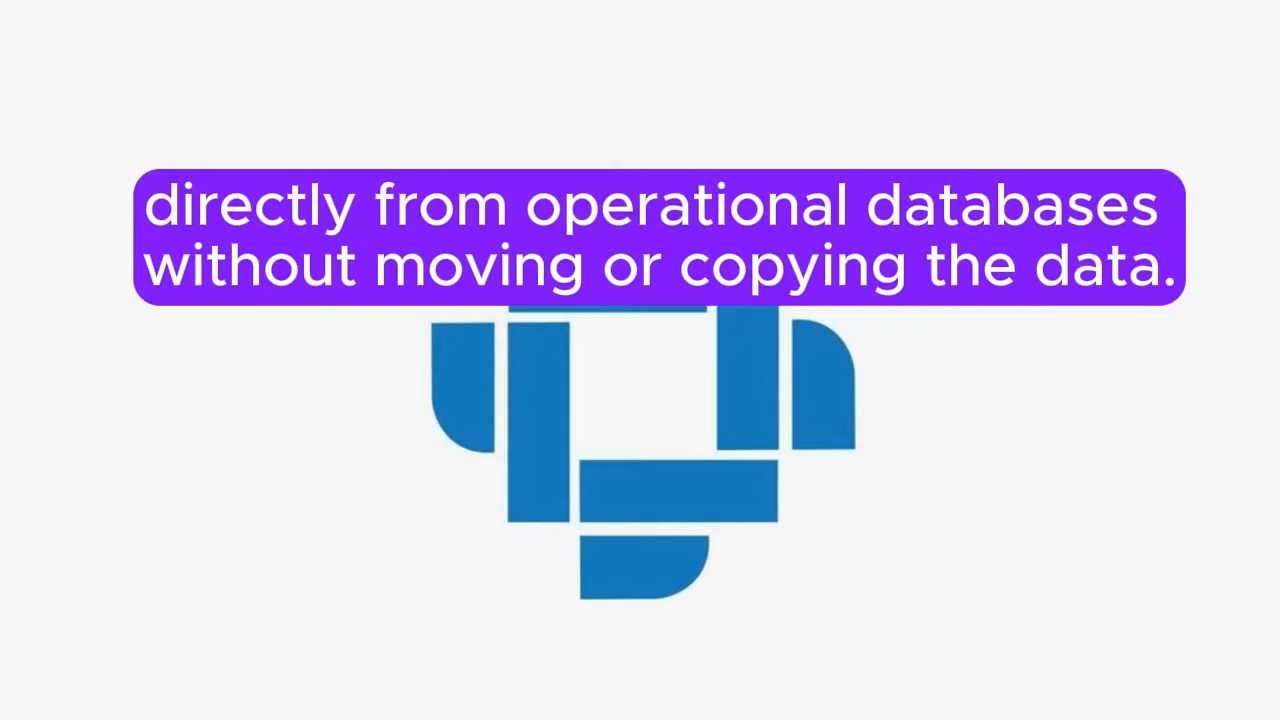 directly from operational databases
without moving or copying the data.